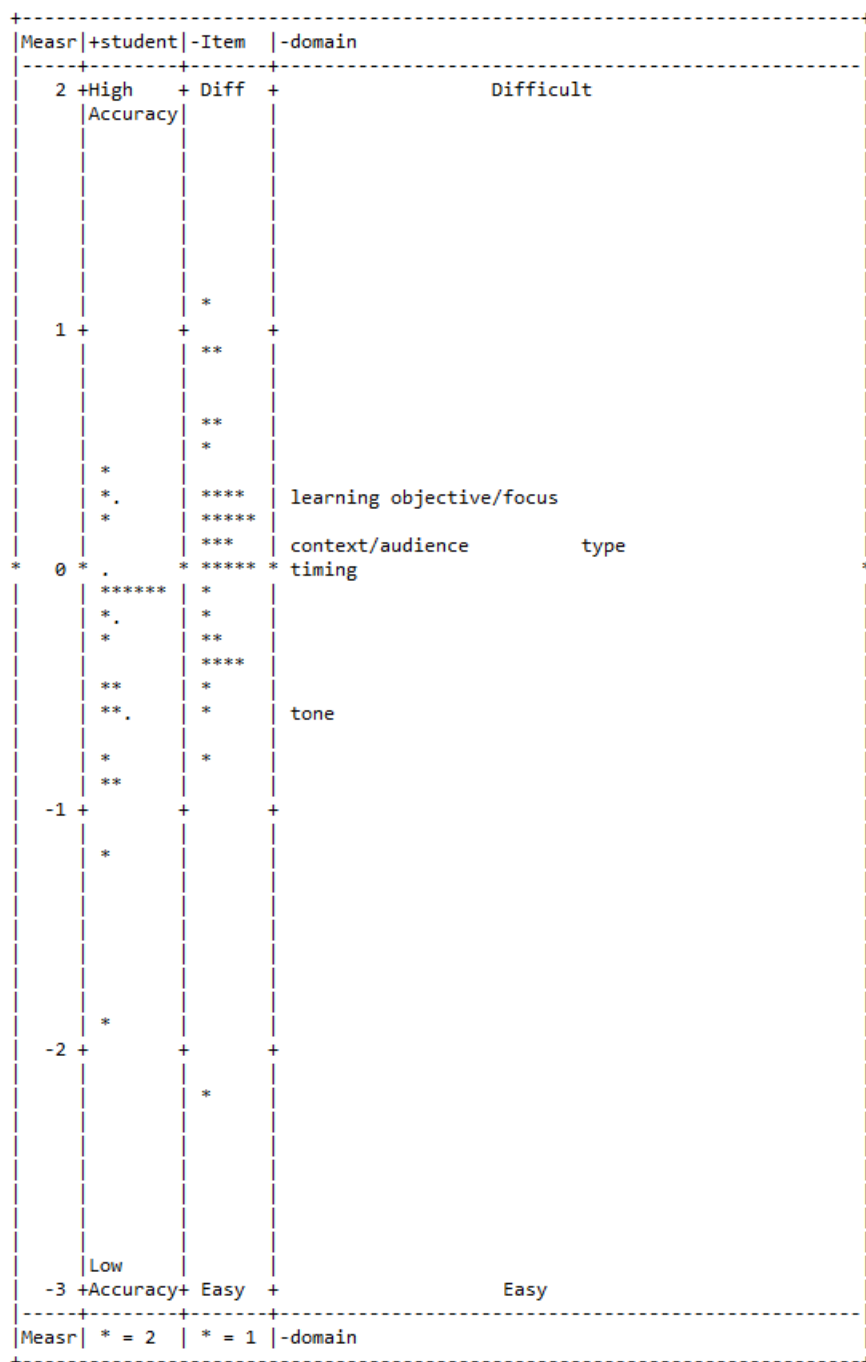 +---------------------------------------------------------------------+
|Measr|+student|-Item  |-domain                                        |
|-----+--------+-------+-----------------------------------------------|
|   2 +High    + Diff  +                 Difficult                     |
|     |Accuracy|       |                                               |
|     |        |       |                                               |
|     |        |       |                                               |
|     |        |       |                                               |
|     |        |       |                                               |
|     |        |       |                                               |
|     |        |       |                                               |
|     |        |       |                                               |
|     |        | *     |                                               |
|   1 +        +       +                                               |
|     |        | **    |                                               |
|     |        |       |                                               |
|     |        |       |                                               |
|     |        | **    |                                               |
|     |        | *     |                                               |
|     | *      |       |                                               |
|     | *.     | ****  | learning objective/focus                      |
|     | *      | ***** |                                               |
|     |        | ***   | context/audience         type                 |
*   0 * .      * ***** * timing                                        *
|     | ****** | *     |                                               |
|     | *.     | *     |                                               |
|     | *      | **    |                                               |
|     |        | ****  |                                               |
|     | **     | *     |                                               |
|     | **.    | *     | tone                                          |
|     |        |       |                                               |
|     | *      | *     |                                               |
|     | **     |       |                                               |
|  -1 +        +       +                                               |
|     |        |       |                                               |
|     | *      |       |                                               |
|     |        |       |                                               |
|     |        |       |                                               |
|     |        |       |                                               |
|     |        |       |                                               |
|     |        |       |                                               |
|     |        |       |                                               |
|     | *      |       |                                               |
|  -2 +        +       +                                               |
|     |        |       |                                               |
|     |        | *     |                                               |
|     |        |       |                                               |
|     |        |       |                                               |
|     |        |       |                                               |
|     |        |       |                                               |
|     |        |       |                                               |
|     |        |       |                                               |
|     |Low     |       |                                               |
|  -3 +Accuracy+ Easy  +                  Easy                         |
|-----+--------+-------+-----------------------------------------------|
|Measr| * = 2  | * = 1 |-domain                                        |
+---------------------------------------------------------------------+